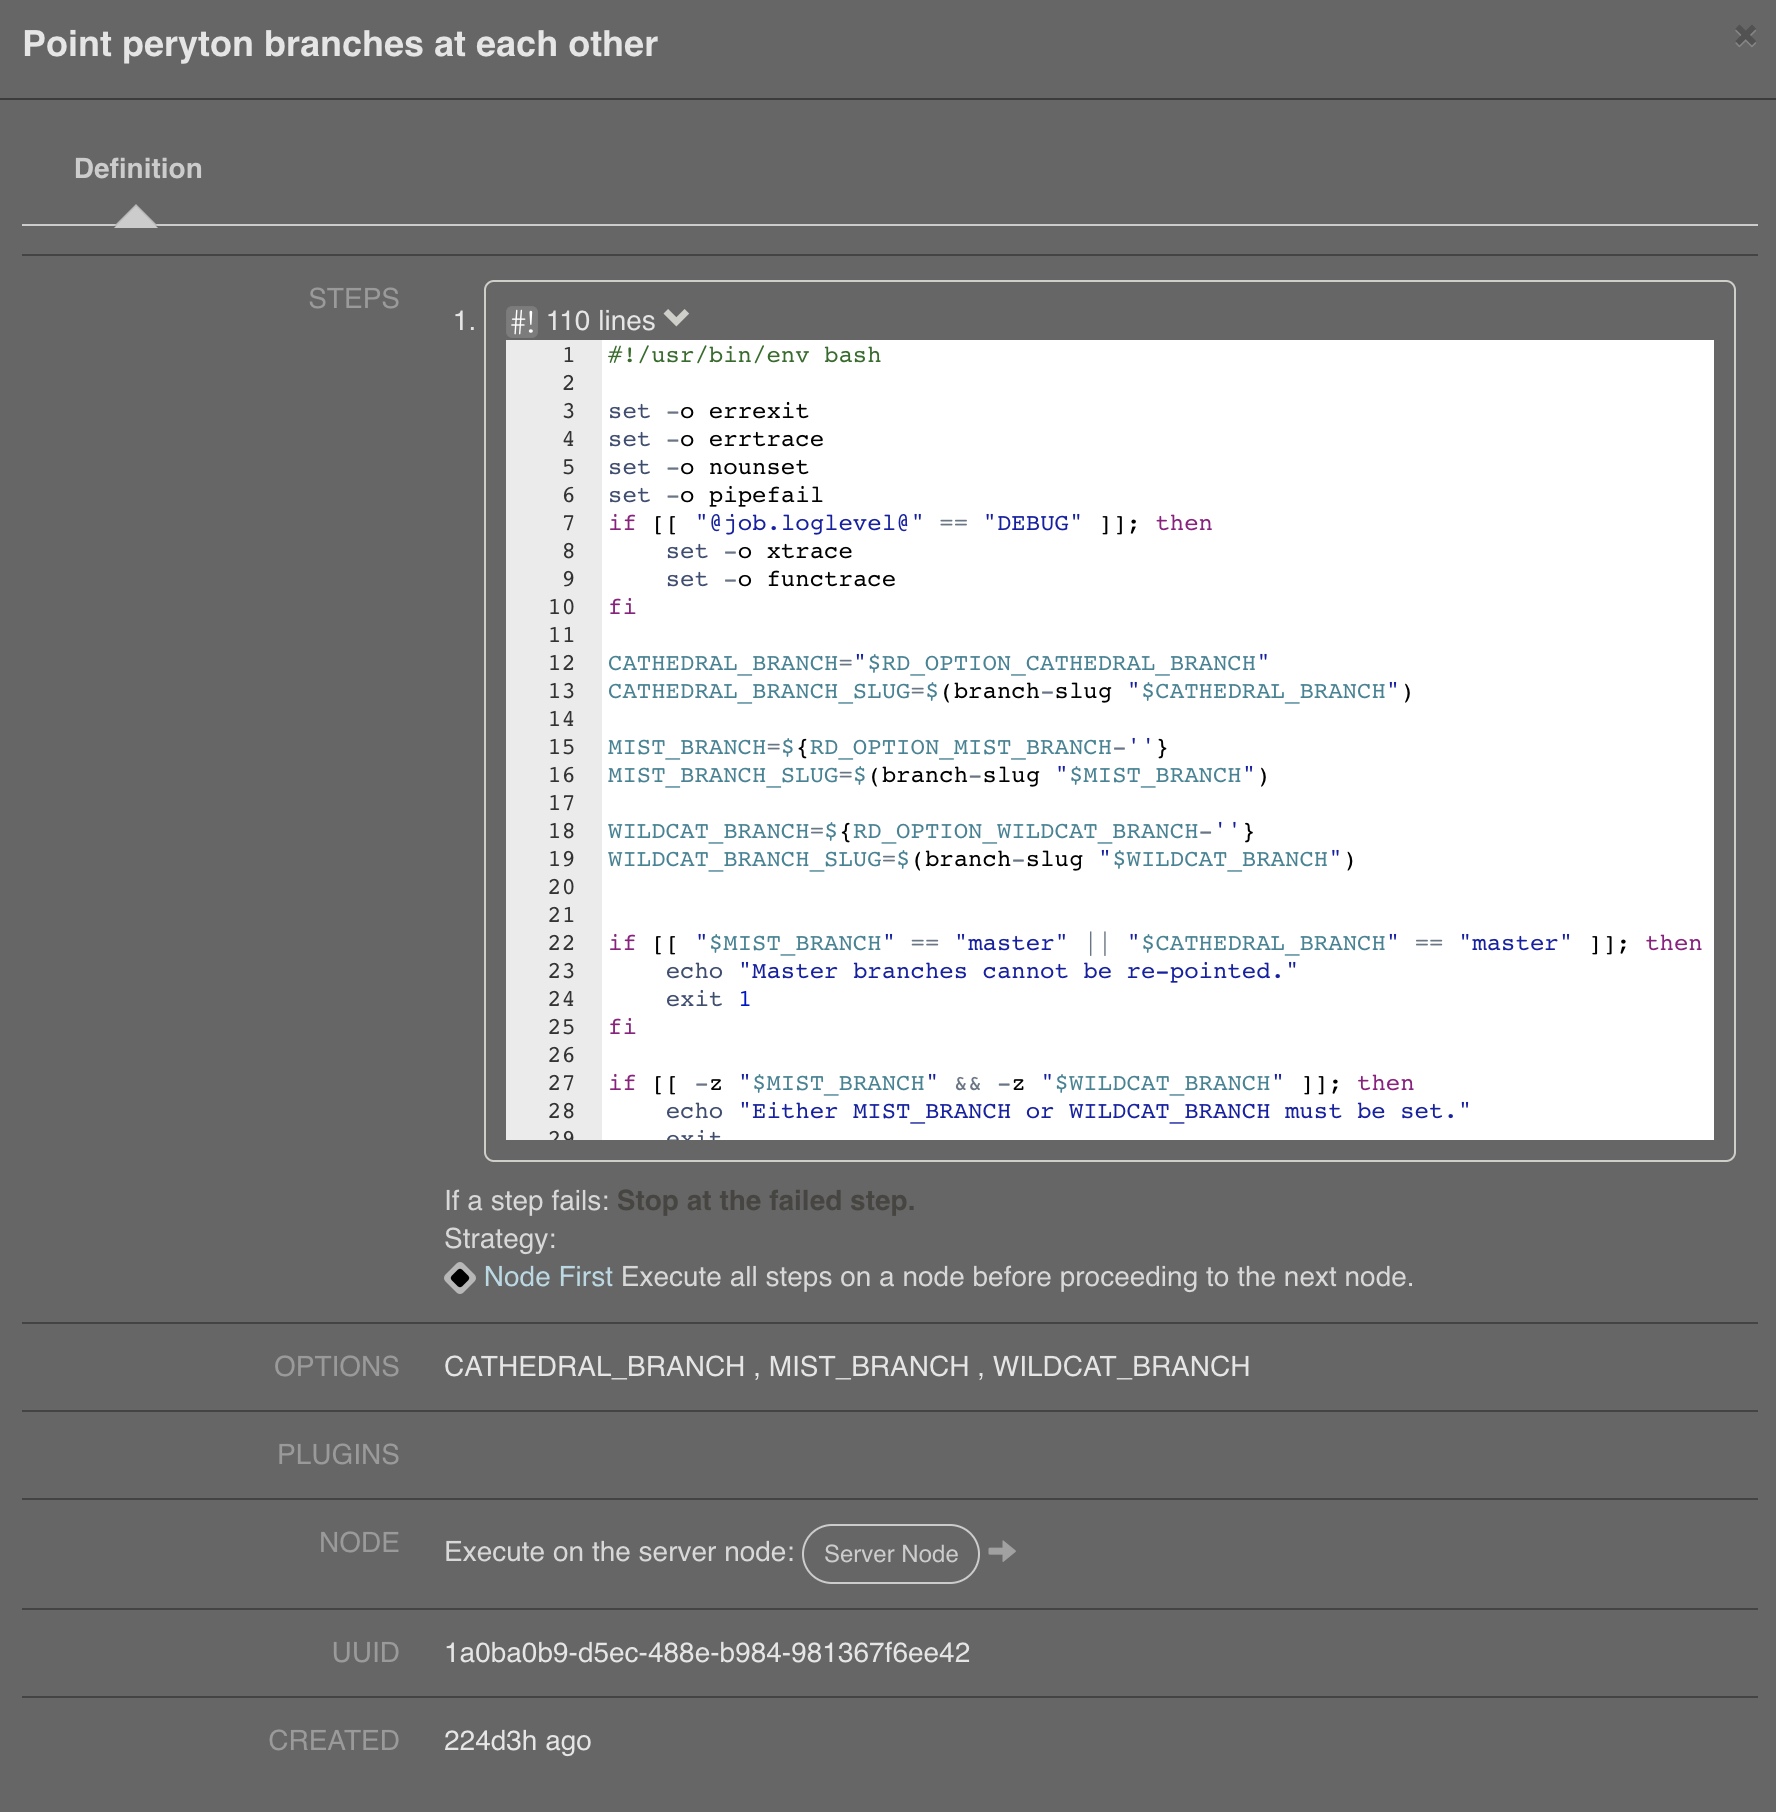 Point peryton branches at each other
Definition
STEPS
1.
#! 110 lines
1 #!/usr/bin/env bash
2
3 set -o errexit
4 set -o errtrace
5 set -o nounset
6 set -o pipefail
7 if [[ "@job.loglevel@" == "DEBUG" ]]; then
8     set -o xtrace
9     set -o functrace
10 fi
11
12 CATHEDRAL_BRANCH="$RD_OPTION_CATHEDRAL_BRANCH"
13 CATHEDRAL_BRANCH_SLUG=$(branch-slug "$CATHEDRAL_BRANCH")
14
15 MIST_BRANCH=${RD_OPTION_MIST_BRANCH-''}
16 MIST_BRANCH_SLUG=$(branch-slug "$MIST_BRANCH")
17
18 WILDCAT_BRANCH=${RD_OPTION_WILDCAT_BRANCH-''}
19 WILDCAT_BRANCH_SLUG=$(branch-slug "$WILDCAT_BRANCH")
20
21
22 if [[ "$MIST_BRANCH" == "master" || "$CATHEDRAL_BRANCH" == "master" ]]; then
23     echo "Master branches cannot be re-pointed."
24     exit 1
25 fi
26
27 if [[ -z "$MIST_BRANCH" && -z "$WILDCAT_BRANCH" ]]; then
28     echo "Either MIST_BRANCH or WILDCAT_BRANCH must be set."
29     exit
If a step fails: Stop at the failed step.
Strategy:
Node First Execute all steps on a node before proceeding to the next node.
OPTIONS CATHEDRAL_BRANCH , MIST_BRANCH , WILDCAT_BRANCH
PLUGINS
NODE Execute on the server node: Server Node
UUID 1a0ba0b9-d5ec-488e-b984-981367f6ee42
CREATED 224d3h ago